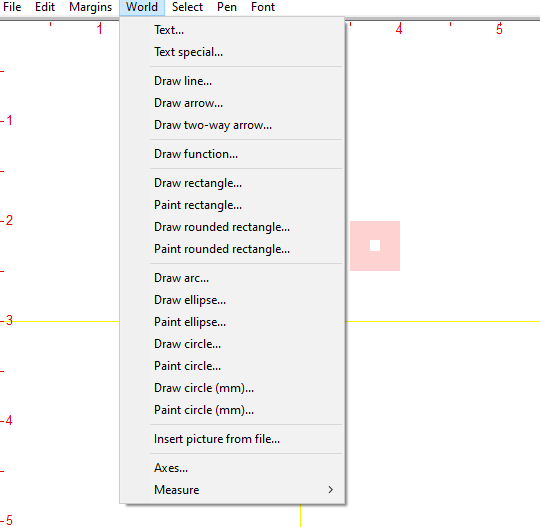 File Edit Margins World Select Pen Font
1 4 5
Text...
Text special...
Draw line...
Draw arrow...
1
Draw two-way arrow...
Draw function...
Draw rectangle...
Paint rectangle...
2
Draw rounded rectangle...
Paint rounded rectangle...
Draw arc...
Draw ellipse...
3
Paint ellipse...
Draw circle...
Paint circle...
Draw circle (mm)...
Paint circle (mm)...
4
Insert picture from file...
Axes...
Measure
5